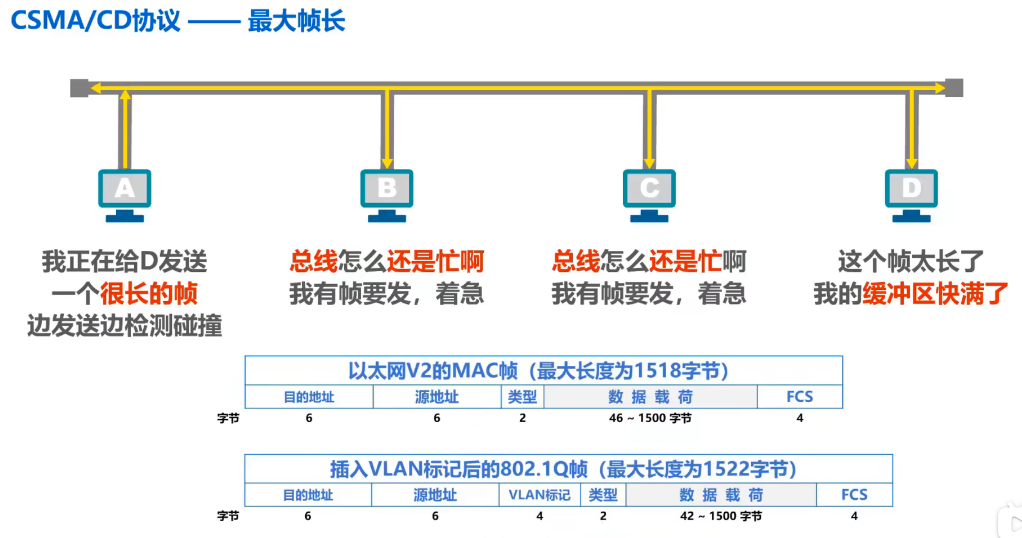 CSMA/CD协议 —— 最大帧长
A
B
C
D
我正在给D发送
一个很长的帧
边发送边检测碰撞
总线怎么还是忙啊
我有帧要发，着急
总线怎么还是忙啊
我有帧要发，着急
这个帧太长了
我的缓冲区快满了
以太网V2的MAC帧（最大长度为1518字节）
目的地址 源地址 类型 数 据 载 荷 FCS
字节 6 6 2 46 ~ 1500 字节 4
插入VLAN标记后的802.1Q帧（最大长度为1522字节）
目的地址 源地址 VLAN标记 类型 数 据 载 荷 FCS
字节 6 6 4 2 42 ~ 1500 字节 4